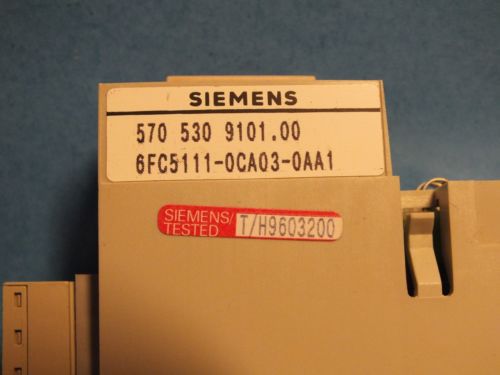 SIEMENS
570 530 9101.00
6FC5111-0CA03-0AA1
SIEMENS/
TESTED T/H9603200